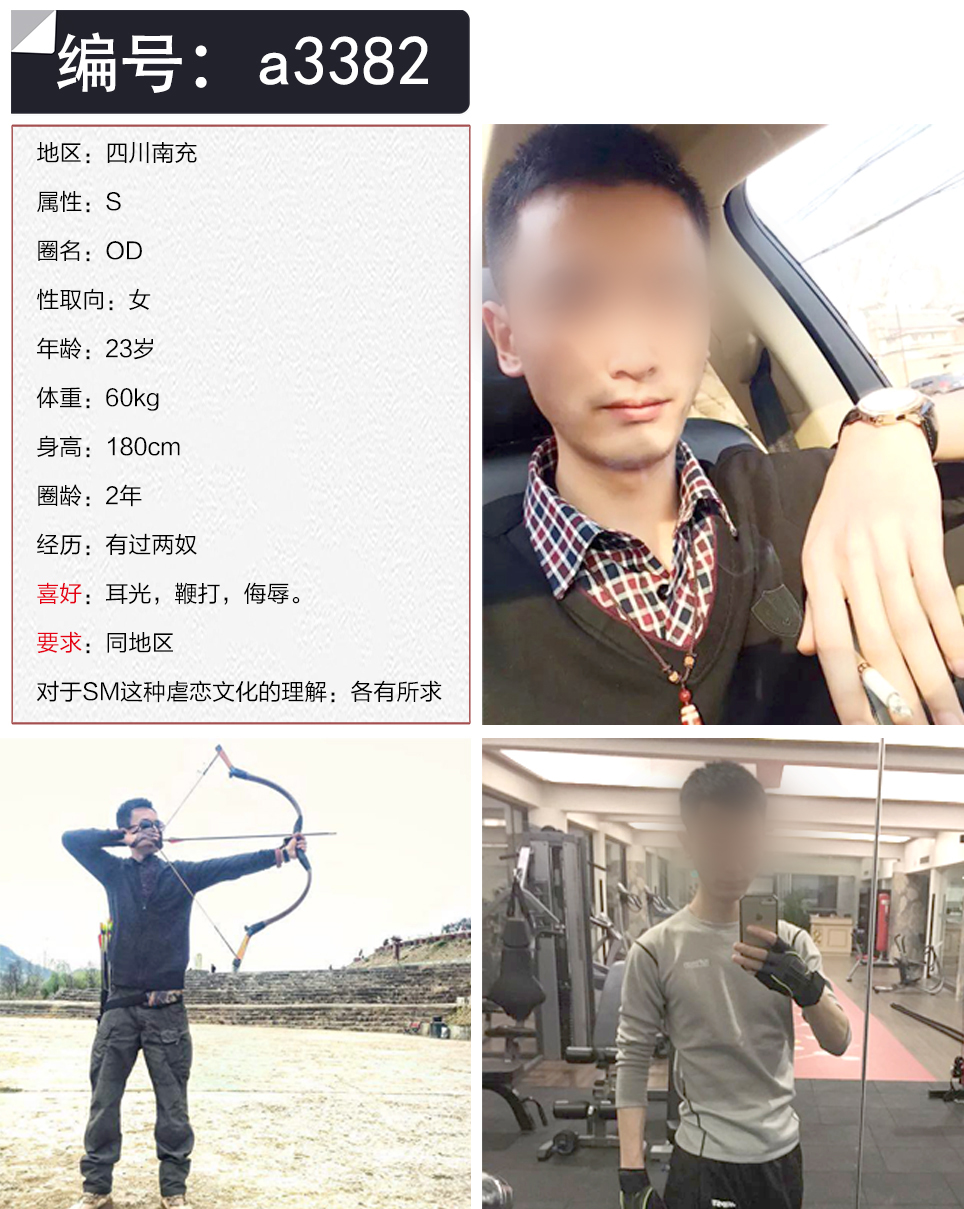 编号：a3382
地区：四川南充
属性：S
圈名：OD
性取向：女
年龄：23岁
体重：60kg
身高：180cm
圈龄：2年
经历：有过两奴
喜好：耳光，鞭打，侮辱。
要求：同地区
对于SM这种虐恋文化的理解：各有所求